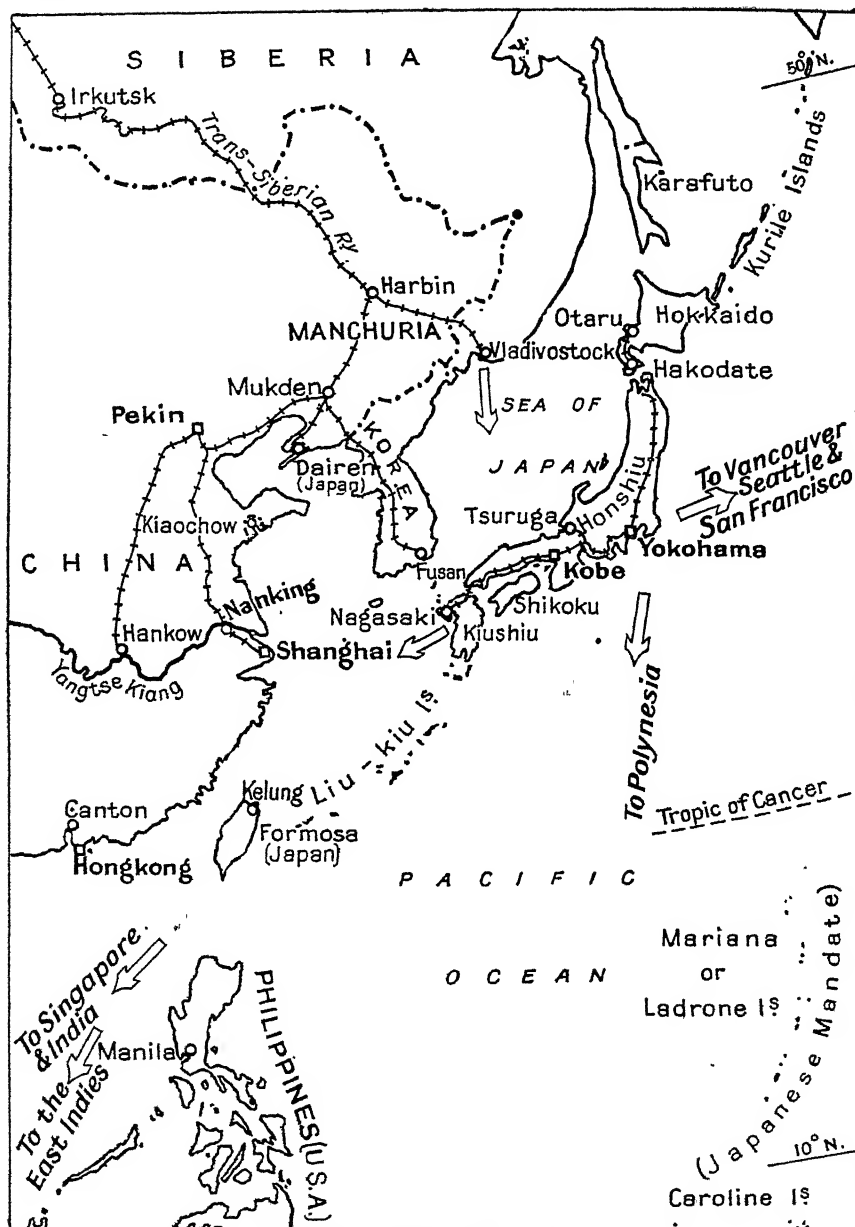 SIBERIA
50° N.
Irkutsk
Trans-Siberian Ry.
Karafuto
Kurile Islands
Harbin
MANCHURIA
Otaru
Hokkaido
Vladivostock
Hakodate
Mukden
SEA OF
JAPAN
Pekin
KOREA
Dairen
(Japan)
Honshiu
To Vancouver
Seattle &
San Francisco
Kiaochow
Tsuruga
Yokohama
CHINA
Fusan
Kobe
Nanking
Nagasaki
Shikoku
Hankow
Kiushiu
Shanghai
Yangtse Kiang
Liu-kiu Is
To Polynesia
Kelung
Canton
Formosa
(Japan)
Tropic of Cancer
Hongkong
PACIFIC
OCEAN
Mariana
or
Ladrone Is
(Japanese Mandate)
To Singapore
& India
Manila
PHILIPPINES (U.S.A.)
To the
East Indies
10° N.
Caroline Is